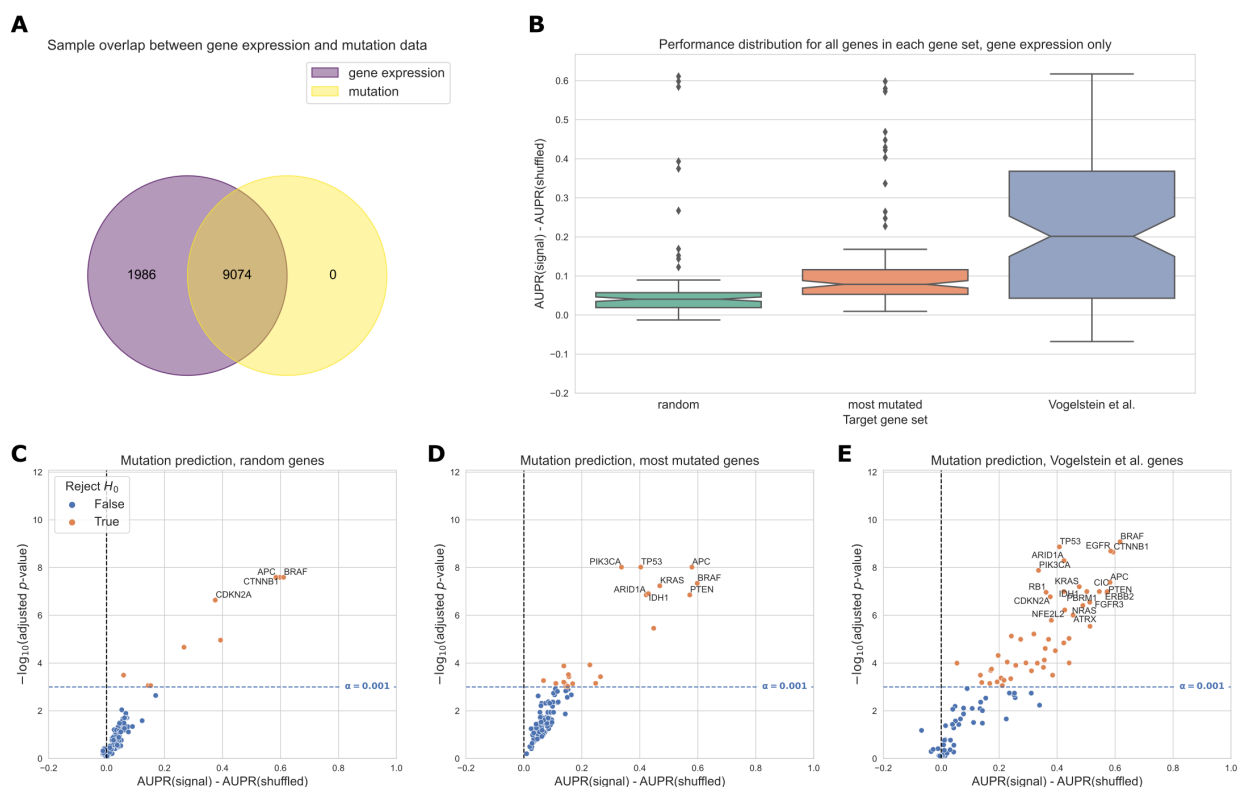 A
Sample overlap between gene expression and mutation data
gene expression
mutation
1986
9074
0
B
Performance distribution for all genes in each gene set, gene expression only
AUPR(signal) - AUPR(shuffled)
0.6
0.5
0.4
0.3
0.2
0.1
0.0
−0.1
−0.2
random
most mutated
Vogelstein et al.
Target gene set
C
Mutation prediction, random genes
Reject H₀
False
True
−log₁₀(adjusted p-value)
12
10
8
6
4
2
0
APC
BRAF
CTNNB1
CDKN2A
α = 0.001
−0.2 0.0 0.2 0.4 0.6 0.8 1.0
AUPR(signal) - AUPR(shuffled)
D
Mutation prediction, most mutated genes
−log₁₀(adjusted p-value)
12
10
8
6
4
2
0
PIK3CA
TP53
APC
KRAS
BRAF
ARID1A
IDH1
PTEN
α = 0.001
−0.2 0.0 0.2 0.4 0.6 0.8 1.0
AUPR(signal) - AUPR(shuffled)
E
Mutation prediction, Vogelstein et al. genes
−log₁₀(adjusted p-value)
12
10
8
6
4
2
0
TP53
EGFR
BRAF
CTNNB1
ARID1A
PIK3CA
RB1
KRAS
CIC
APC
IDH1
PTEN
CDKN2A
PBRM1
ERBB2
FGFR3
NFE2L2
NRAS
ATRX
α = 0.001
−0.2 0.0 0.2 0.4 0.6 0.8 1.0
AUPR(signal) - AUPR(shuffled)